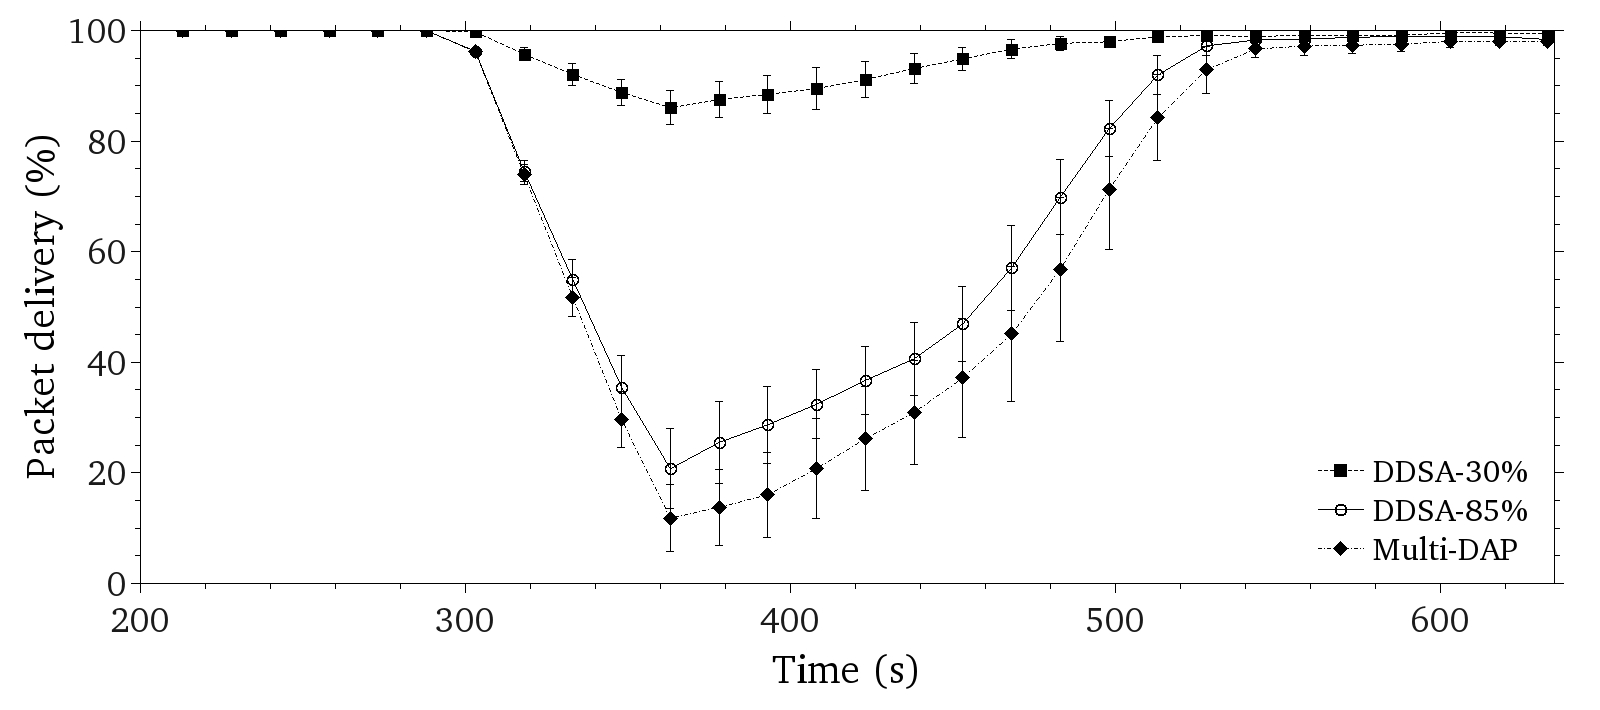 Packet delivery (%)
100
80
60
40
20
0
200 300 400 500 600
Time (s)
DDSA-30%
DDSA-85%
Multi-DAP